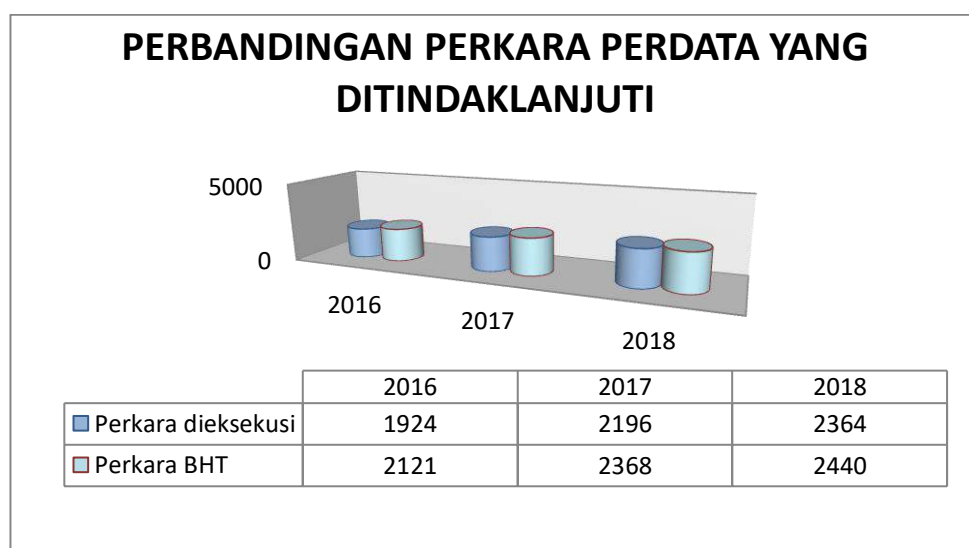 PERBANDINGAN PERKARA PERDATA YANG
DITINDAKLANJUTI
5000
0
2016
2017
2018
2016 2017 2018
Perkara dieksekusi 1924 2196 2364
Perkara BHT 2121 2368 2440